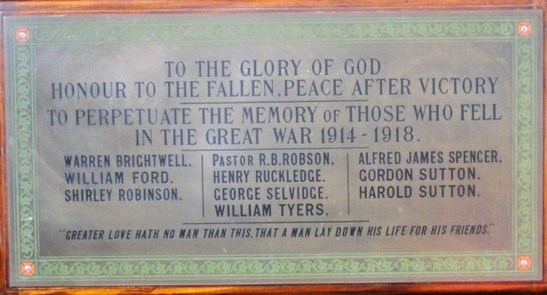 TO THE GLORY OF GOD
HONOUR TO THE FALLEN, PEACE AFTER VICTORY
TO PERPETUATE THE MEMORY OF THOSE WHO FELL
IN THE GREAT WAR 1914-1918.
WARREN BRIGHTWELL.
WILLIAM FORD.
SHIRLEY ROBINSON.
PASTOR R.B.ROBSON.
HENRY RUCKLEDGE.
GEORGE SELVIDGE.
WILLIAM TYERS.
ALFRED JAMES SPENCER.
GORDON SUTTON.
HAROLD SUTTON.
"GREATER LOVE HATH NO MAN THAN THIS, THAT A MAN LAY DOWN HIS LIFE FOR HIS FRIENDS."